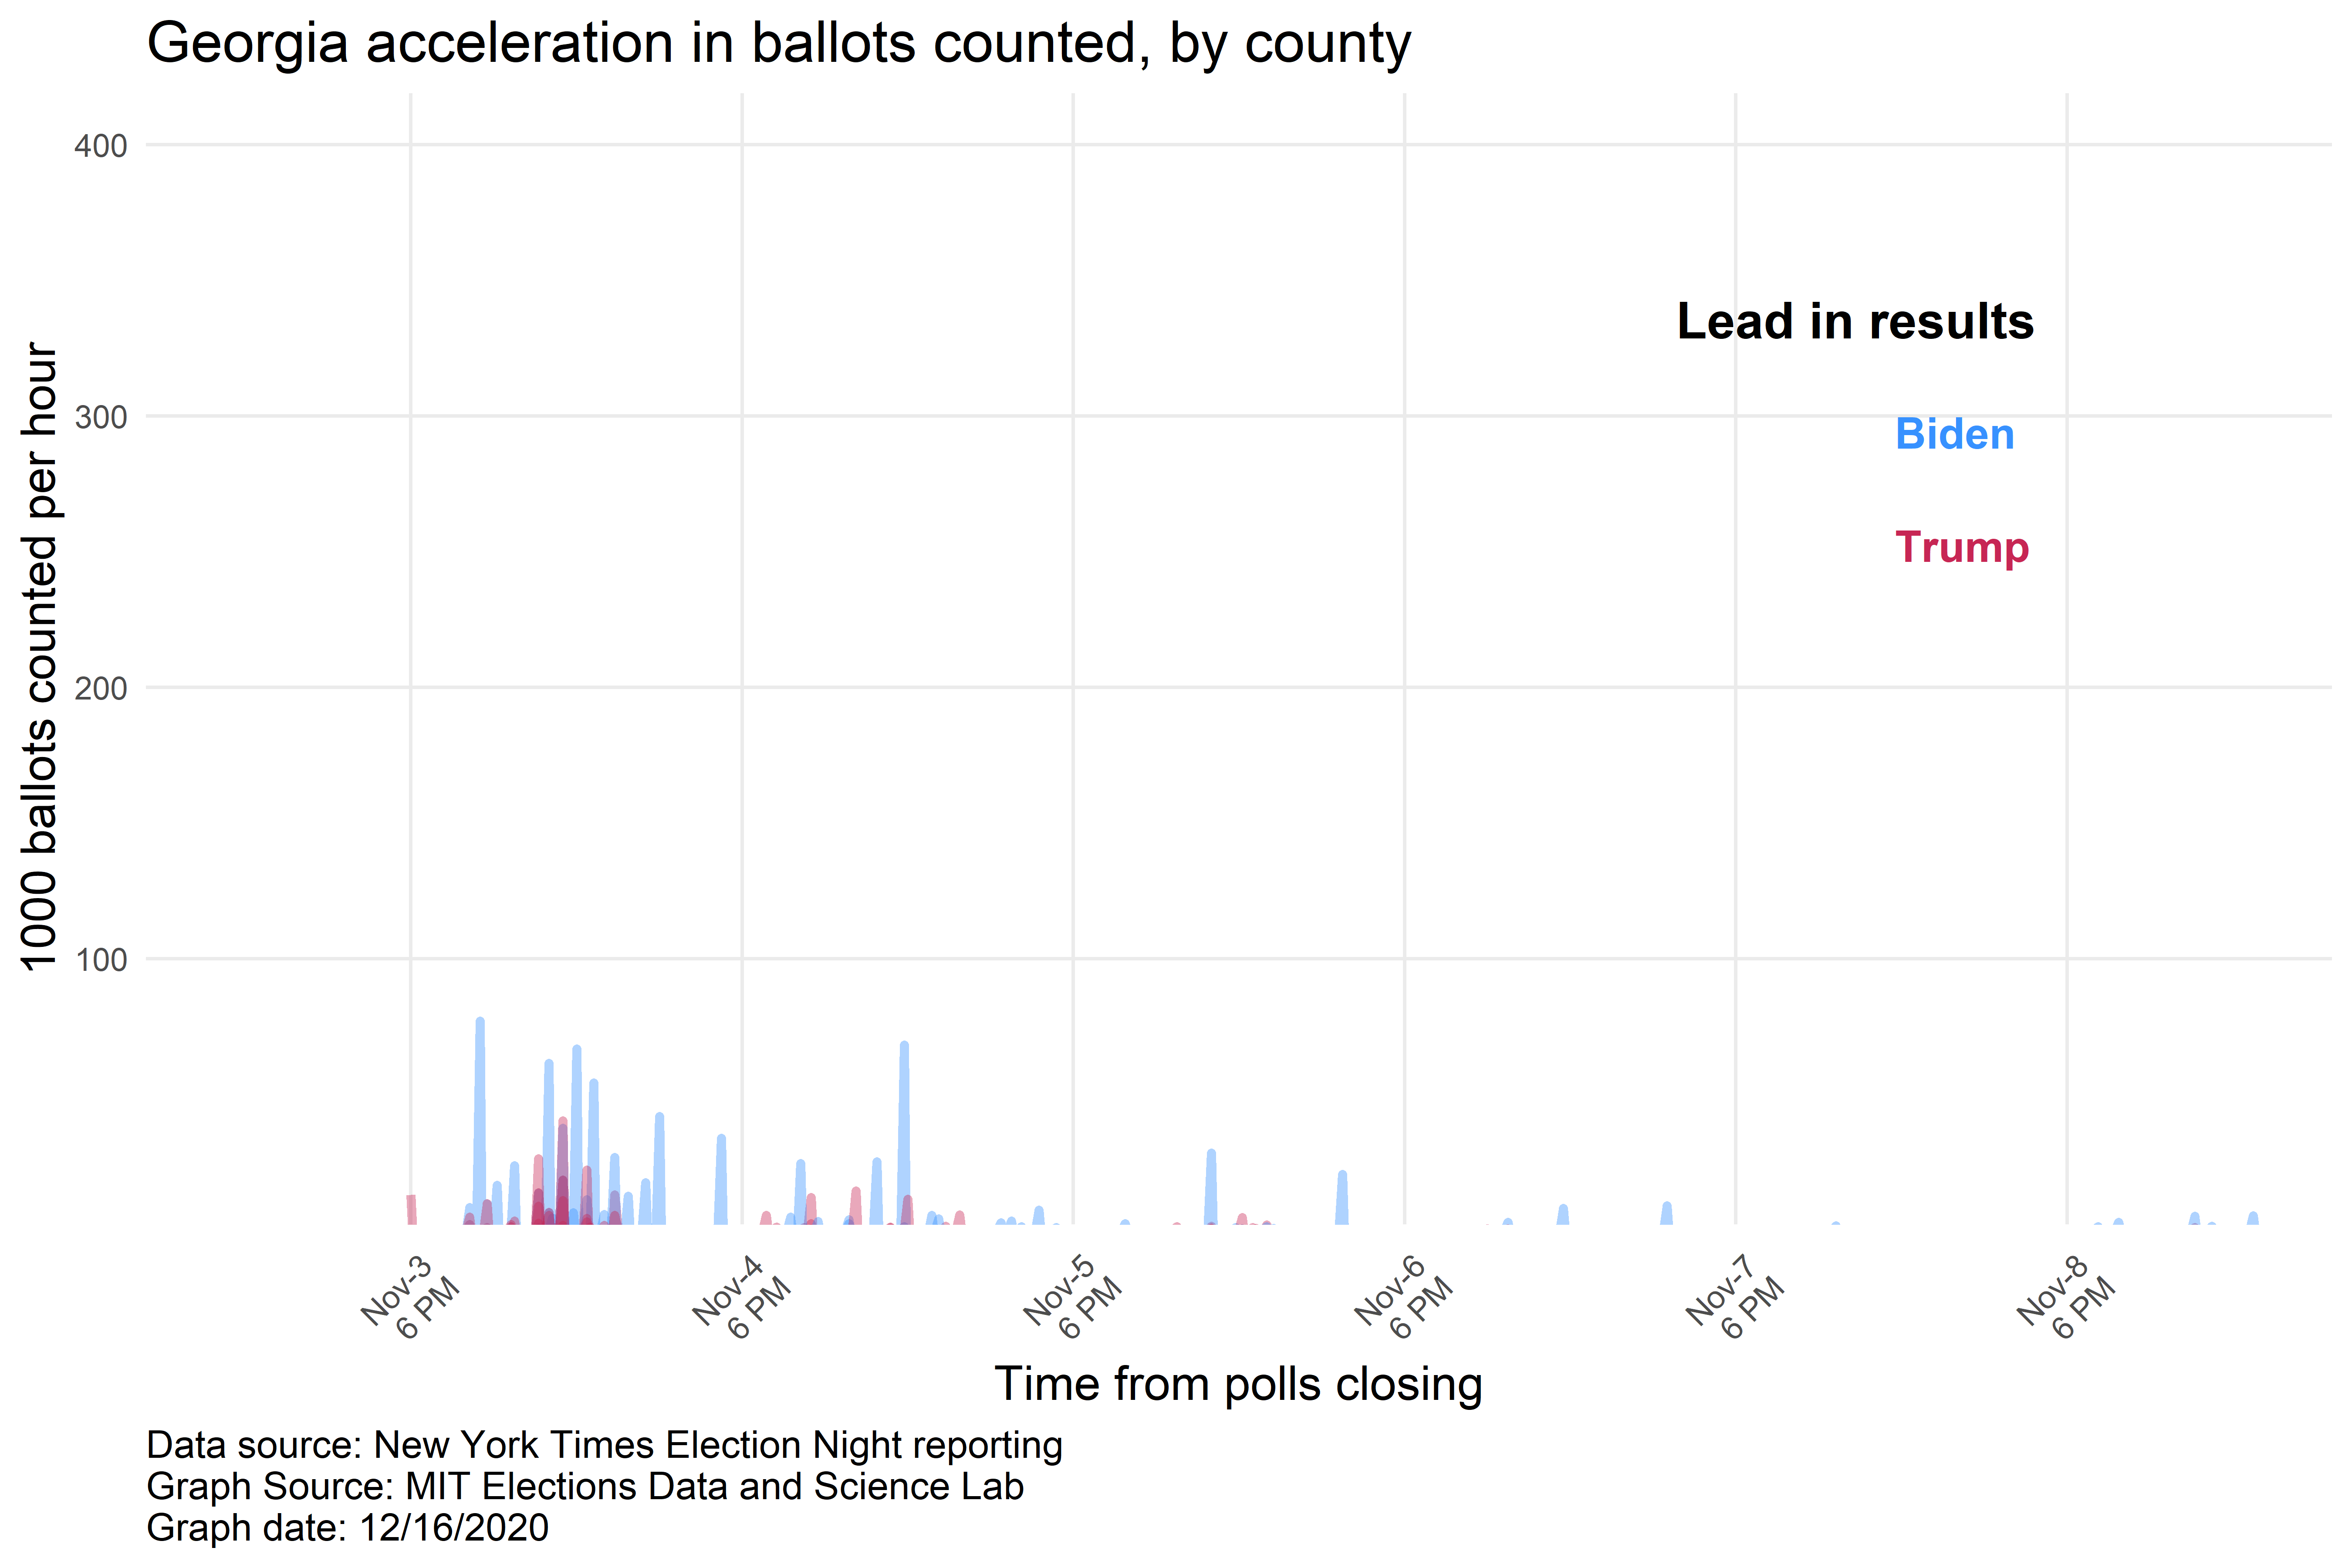 Georgia acceleration in ballots counted, by county
1000 ballots counted per hour
400
300
200
100
Lead in results
Biden
Trump
Nov-3
6 PM
Nov-4
6 PM
Nov-5
6 PM
Nov-6
6 PM
Nov-7
6 PM
Nov-8
6 PM
Time from polls closing
Data source: New York Times Election Night reporting
Graph Source: MIT Elections Data and Science Lab
Graph date: 12/16/2020